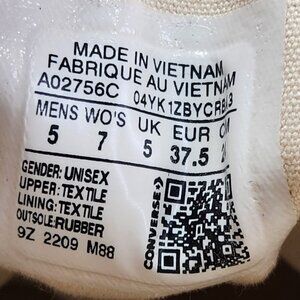 MADE IN VIETNAM
FABRIQUE AU VIETNAM
A02756C 04YK1ZBYCRB
MENS WO'S UK EUR
5 7 5 37.5
GENDER: UNISEX
UPPER: TEXTILE
LINING: TEXTILE
OUTSOLE: RUBBER
9Z 2209 M88
CONVERSE